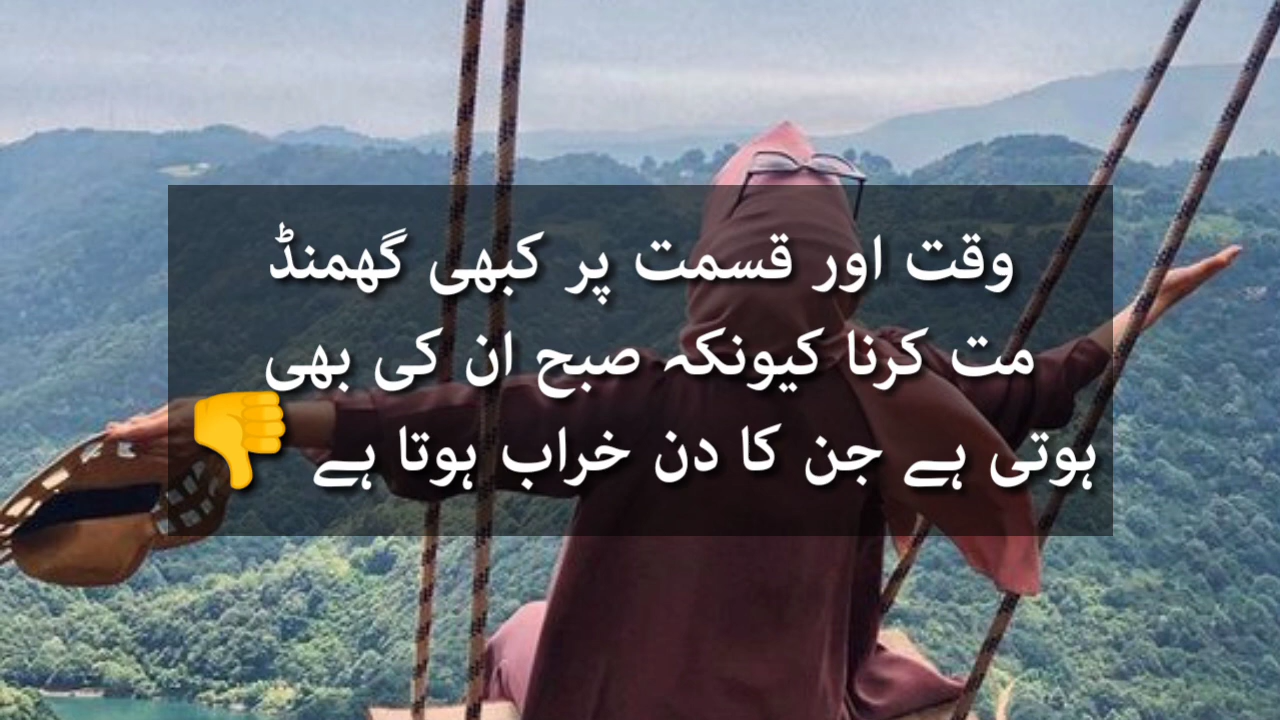 وقت اور قسمت پر کبھی گھمنڈ
مت کرنا کیونکہ صبح ان کی بھی
ہوتی ہے جن کا دن خراب ہوتا ہے 👎